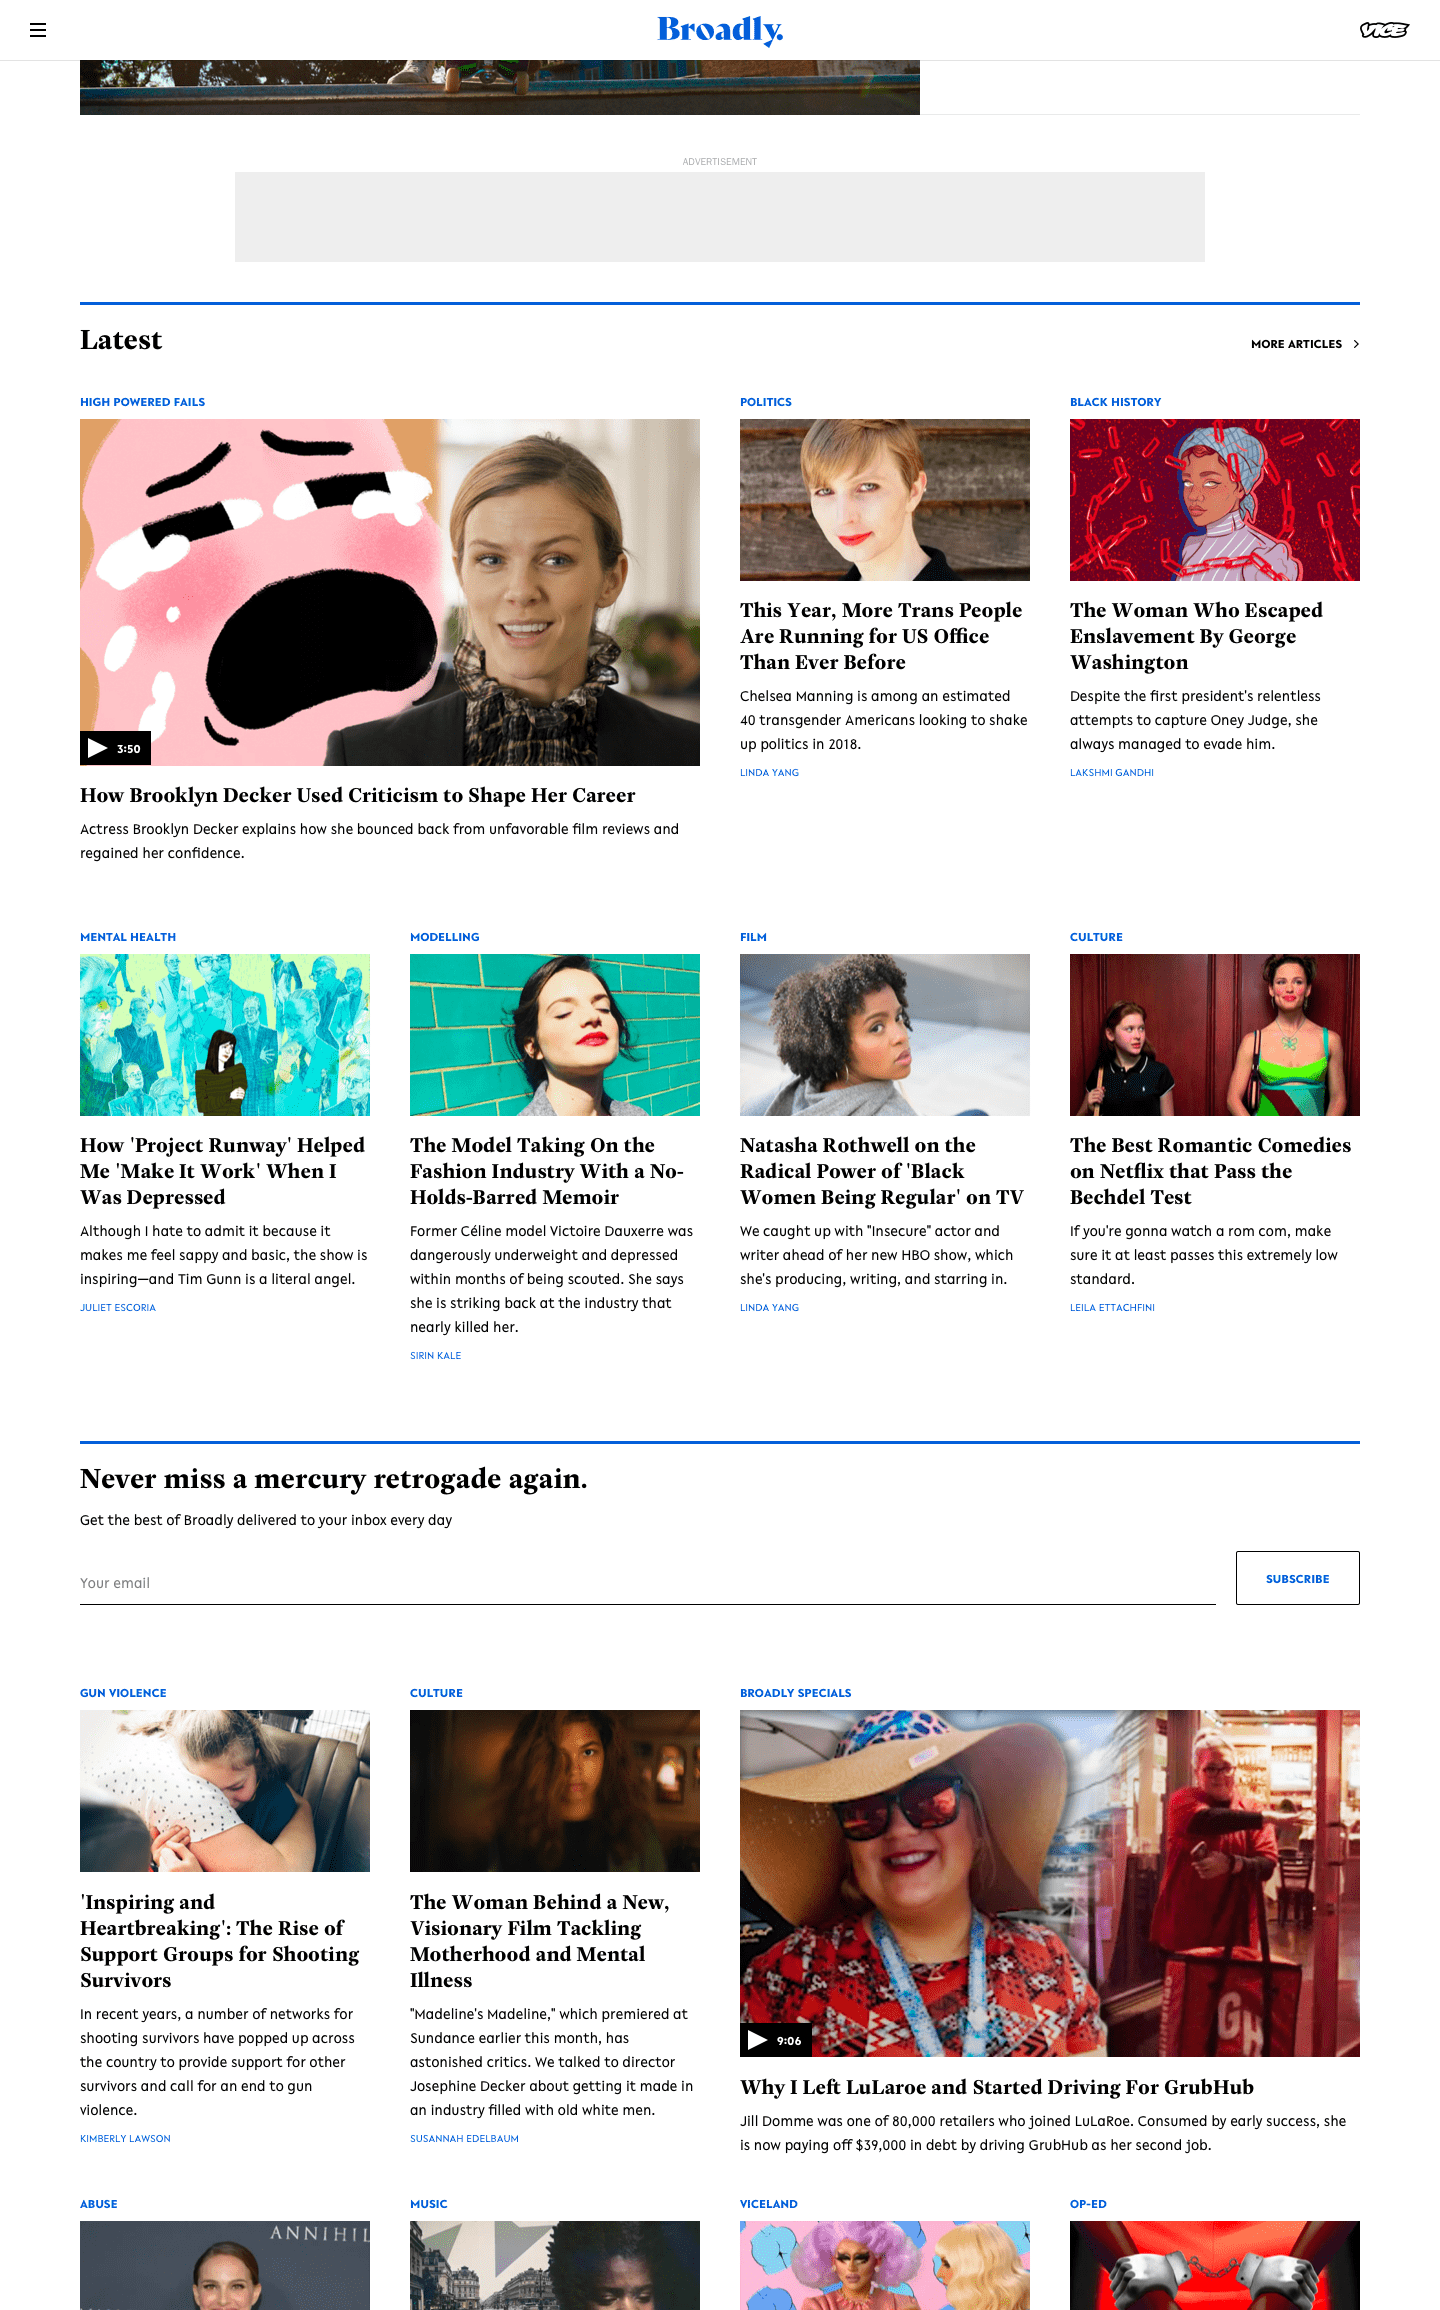 Broadly.
VICE
ADVERTISEMENT
Latest
MORE ARTICLES
HIGH POWERED FAILS
3:50
How Brooklyn Decker Used Criticism to Shape Her Career
Actress Brooklyn Decker explains how she bounced back from unfavorable film reviews and
regained her confidence.
POLITICS
This Year, More Trans People
Are Running for US Office
Than Ever Before
Chelsea Manning is among an estimated
40 transgender Americans looking to shake
up politics in 2018.
LINDA YANG
BLACK HISTORY
The Woman Who Escaped
Enslavement By George
Washington
Despite the first president's relentless
attempts to capture Oney Judge, she
always managed to evade him.
LAKSHMI GANDHI
MENTAL HEALTH
How 'Project Runway' Helped
Me 'Make It Work' When I
Was Depressed
Although I hate to admit it because it
makes me feel sappy and basic, the show is
inspiring—and Tim Gunn is a literal angel.
JULIET ESCORIA
MODELLING
The Model Taking On the
Fashion Industry With a No-
Holds-Barred Memoir
Former Céline model Victoire Dauxerre was
dangerously underweight and depressed
within months of being scouted. She says
she is striking back at the industry that
nearly killed her.
SIRIN KALE
FILM
Natasha Rothwell on the
Radical Power of 'Black
Women Being Regular' on TV
We caught up with "Insecure" actor and
writer ahead of her new HBO show, which
she's producing, writing, and starring in.
LINDA YANG
CULTURE
The Best Romantic Comedies
on Netflix that Pass the
Bechdel Test
If you're gonna watch a rom com, make
sure it at least passes this extremely low
standard.
LEILA ETTACHFINI
Never miss a mercury retrogade again.
Get the best of Broadly delivered to your inbox every day
Your email
SUBSCRIBE
GUN VIOLENCE
'Inspiring and
Heartbreaking': The Rise of
Support Groups for Shooting
Survivors
In recent years, a number of networks for
shooting survivors have popped up across
the country to provide support for other
survivors and call for an end to gun
violence.
KIMBERLY LAWSON
CULTURE
The Woman Behind a New,
Visionary Film Tackling
Motherhood and Mental
Illness
"Madeline's Madeline," which premiered at
Sundance earlier this month, has
astonished critics. We talked to director
Josephine Decker about getting it made in
an industry filled with old white men.
SUSANNAH EDELBAUM
BROADLY SPECIALS
GH
9:06
Why I Left LuLaroe and Started Driving For GrubHub
Jill Domme was one of 80,000 retailers who joined LuLaRoe. Consumed by early success, she
is now paying off $39,000 in debt by driving GrubHub as her second job.
ABUSE
ANNIHIL
MUSIC
VICELAND
OP-ED